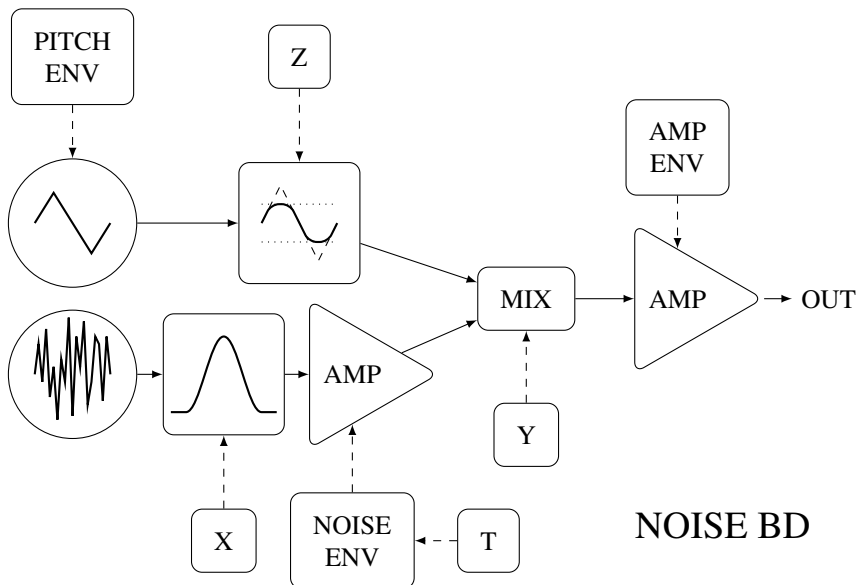 PITCH
ENV
Z
AMP
ENV
MIX
AMP
OUT
AMP
Y
X
NOISE
ENV
T
NOISE BD